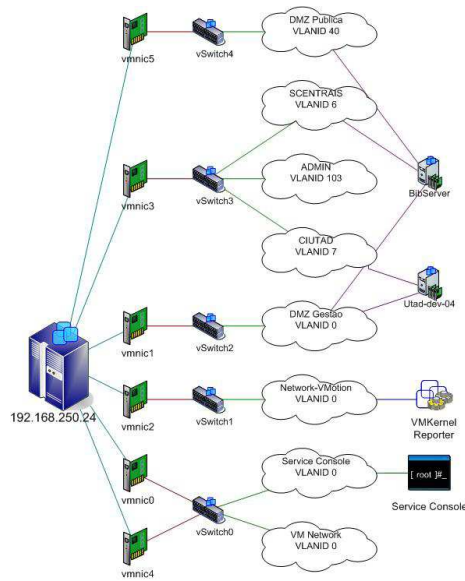 DMZ Publica
VLANID 40
vmnic5
vSwitch4
SCENTRAIS
VLANID 6
ADMIN
VLANID 103
vmnic3
vSwitch3
BibServer
CIUTAD
VLANID 7
Utad-dev-04
DMZ Gestao
VLANID 0
vmnic1
vSwitch2
192.168.250.24
Network-VMotion
VLANID 0
vmnic2
vSwitch1
VMKernel
Reporter
Service Console
VLANID 0
[ root ]#_
vmnic0
Service Console
vSwitch0
VM Network
VLANID 0
vmnic4